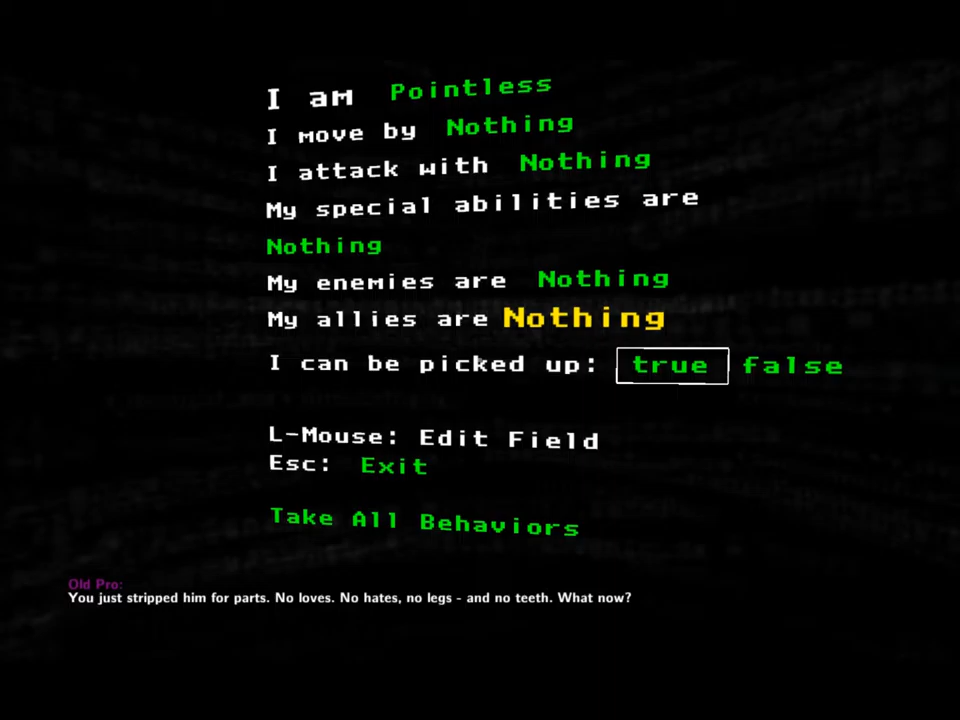 I am Pointless
I move by Nothing
I attack with Nothing
My special abilities are
Nothing
My enemies are Nothing
My allies are Nothing
I can be picked up: true false
L-Mouse: Edit Field
Esc: Exit
Take All Behaviors
Old Pro:
You just stripped him for parts. No loves. No hates, no legs - and no teeth. What now?